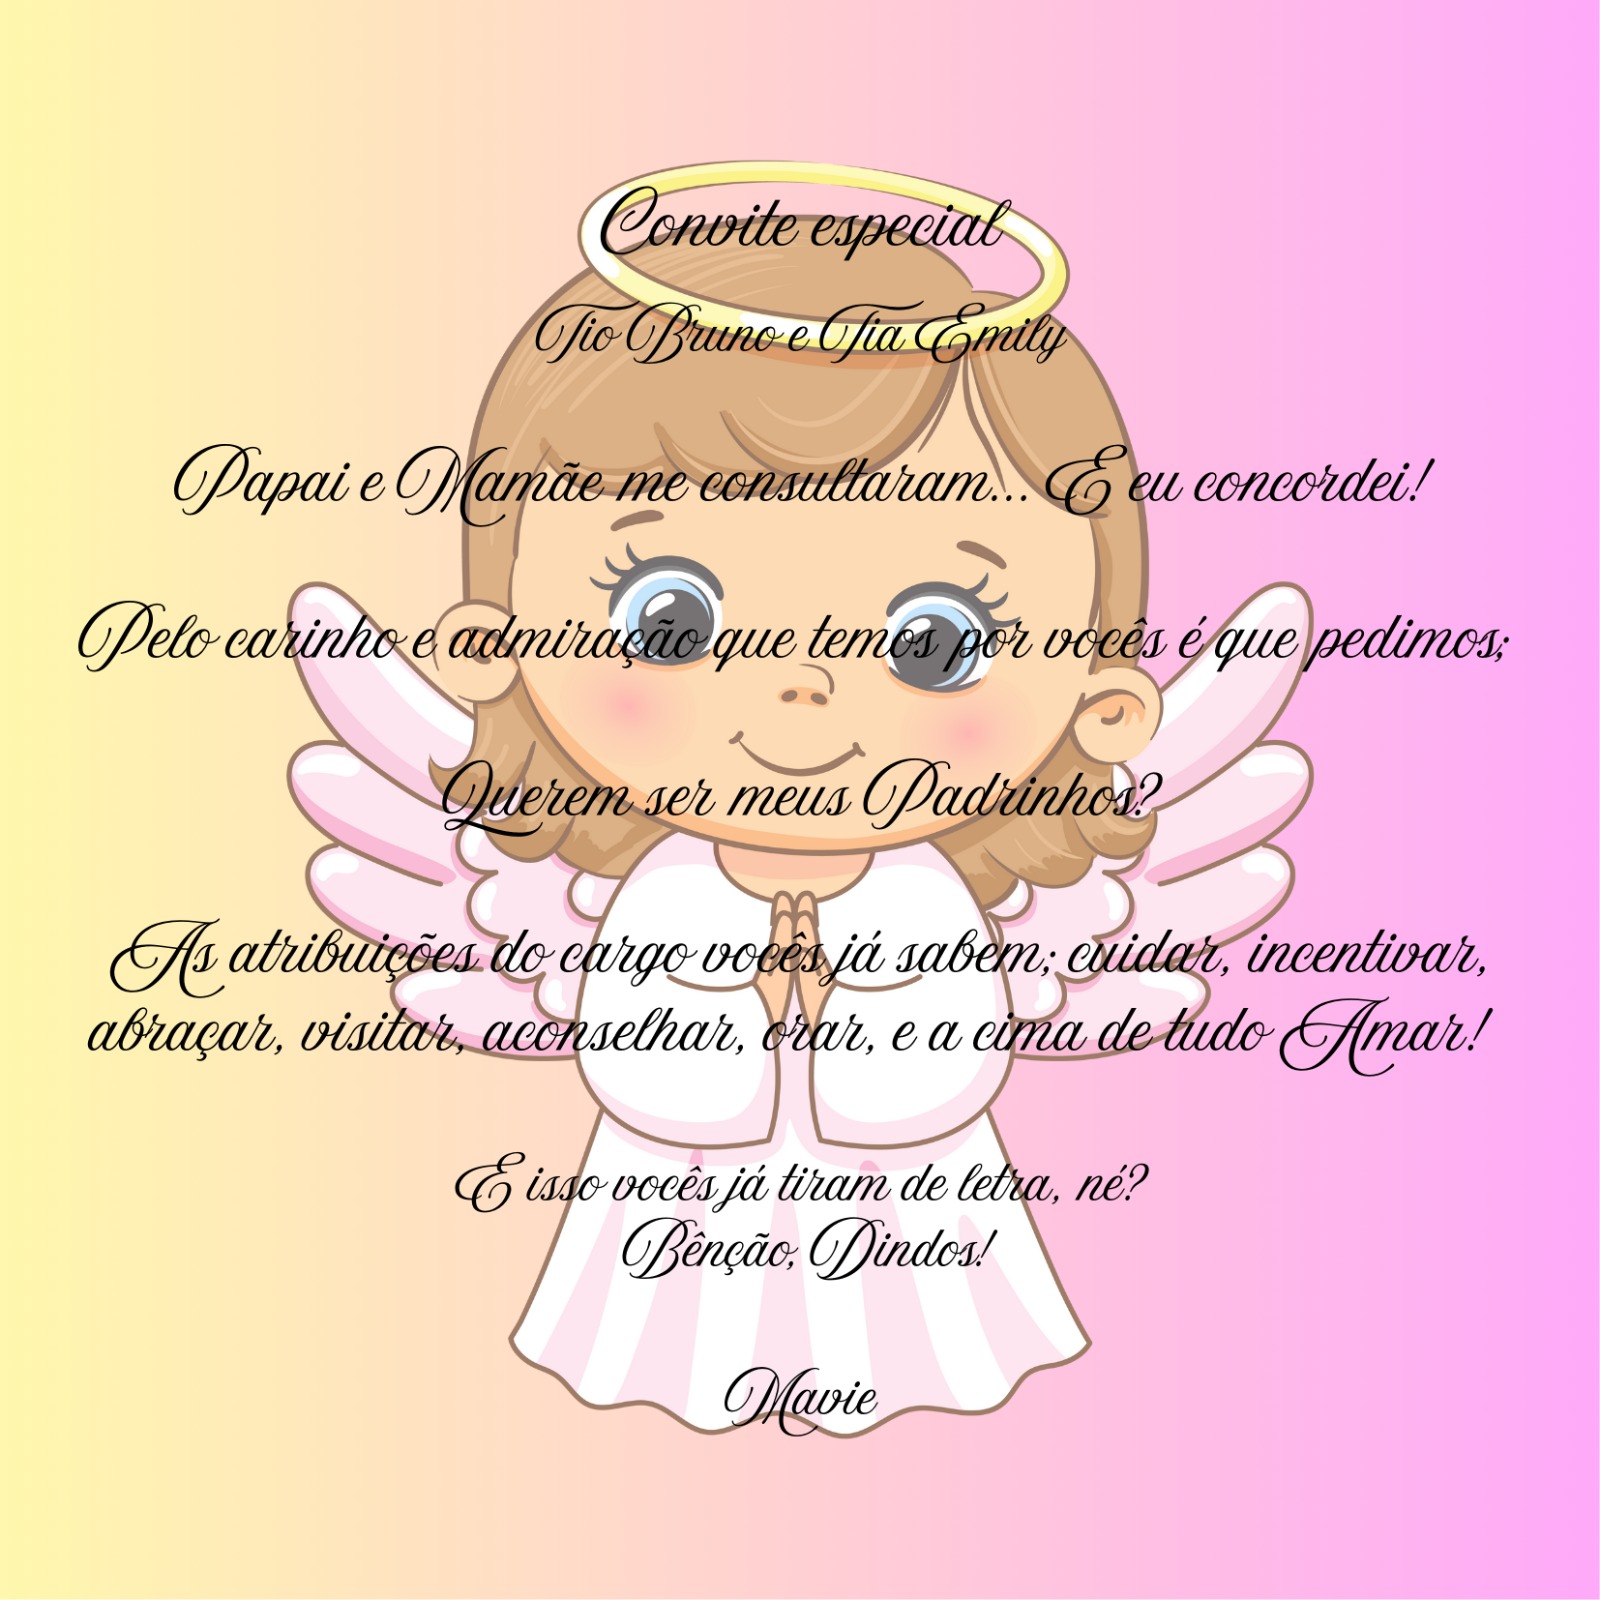 Convite especial
Tio Bruno e Tia Emily
Papai e Mamãe me consultaram... E eu concordei!
Pelo carinho e admiração que temos por vocês é que pedimos;
Querem ser meus Padrinhos?
As atribuições do cargo vocês já sabem; cuidar, incentivar,
abraçar, visitar, aconselhar, orar, e a cima de tudo Amar!
E isso vocês já tiram de letra, né?
Bênção, Dindos!
Mavie